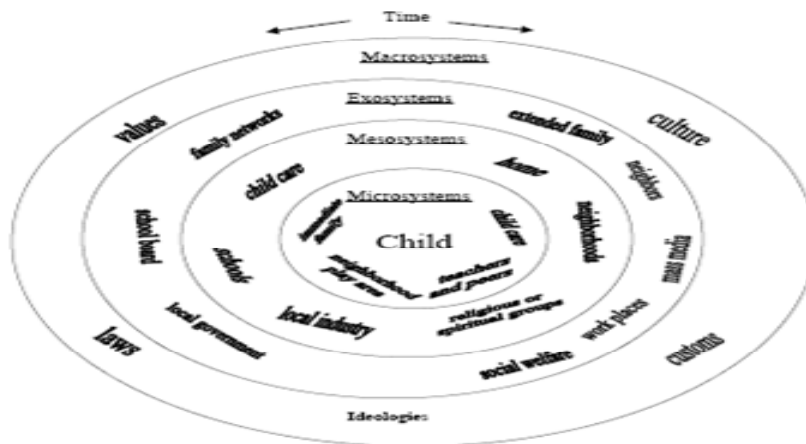 Time
Macrosystems
Exosystems
values
family networks
extended family
culture
Mesosystems
child care
home
neighbors
Microsystems
immediate
family
Child
child care
neighborhoods
school board
schools
neighborhood
play area
teachers
and peers
mass media
local government
local industry
religious or
spiritual groups
work places
laws
social welfare
customs
Ideologies